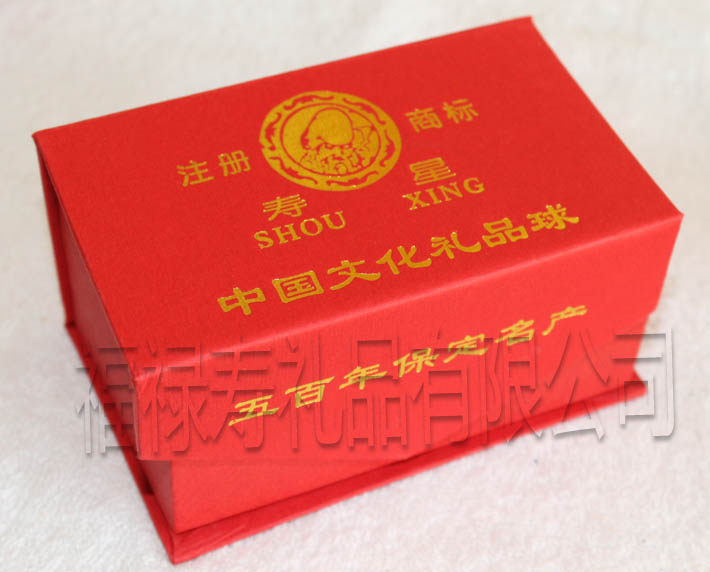 注册 商标
寿 星
SHOU XING
中国文化礼品球
五百年保定名产
福禄寿礼品有限公司